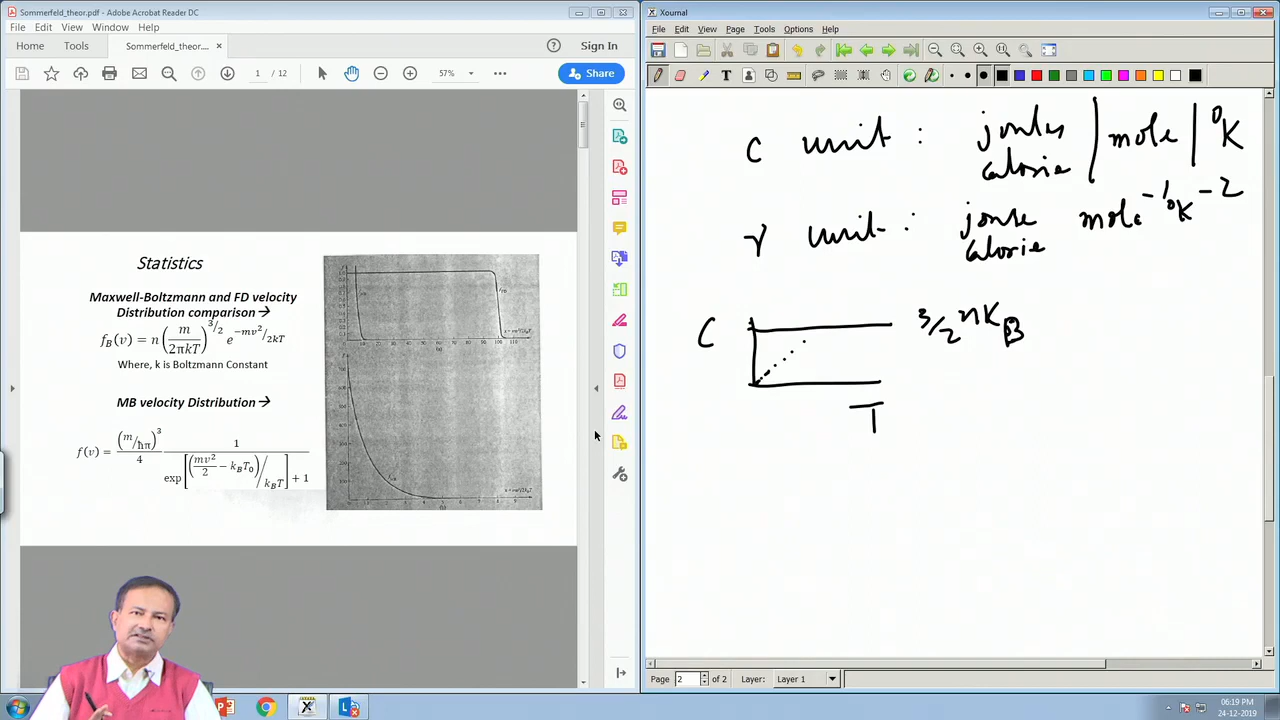 Sommerfeld_theor.pdf - Adobe Acrobat Reader DC
File Edit View Window Help
Home Tools Sommerfeld_theor.... × Sign In
1 / 12 57% Share
Statistics
Maxwell-Boltzmann and FD velocity
Distribution comparison→
f_B(v) = n (m/2πkT)^3/2 e^−mv²/2kT
Where, k is Boltzmann Constant
MB velocity Distribution→
f(v) = (m/ħπ)³/4 1/exp[(mv²/2 − k_BT₀)/k_BT] + 1
Xournal
File Edit View Page Tools Options Help
C unit : joules calorie | mole | ⁰K
γ unit : joule calorie mole⁻¹ ⁰K⁻²
C 3/2 nK_B
T
Page 2 of 2 Layer: Layer 1
06:19 PM
24-12-2019